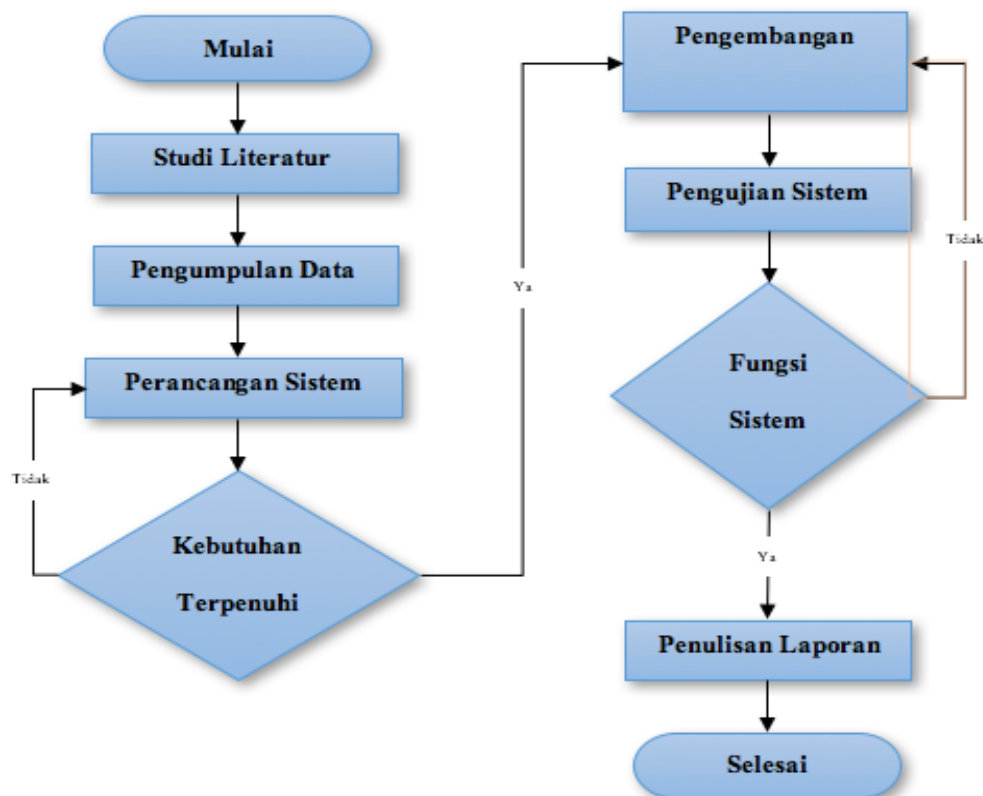 Mulai
Studi Literatur
Pengumpulan Data
Perancangan Sistem
Tidak
Kebutuhan
Terpenuhi
Ya
Pengembangan
Pengujian Sistem
Tidak
Fungsi
Sistem
Ya
Penulisan Laporan
Selesai